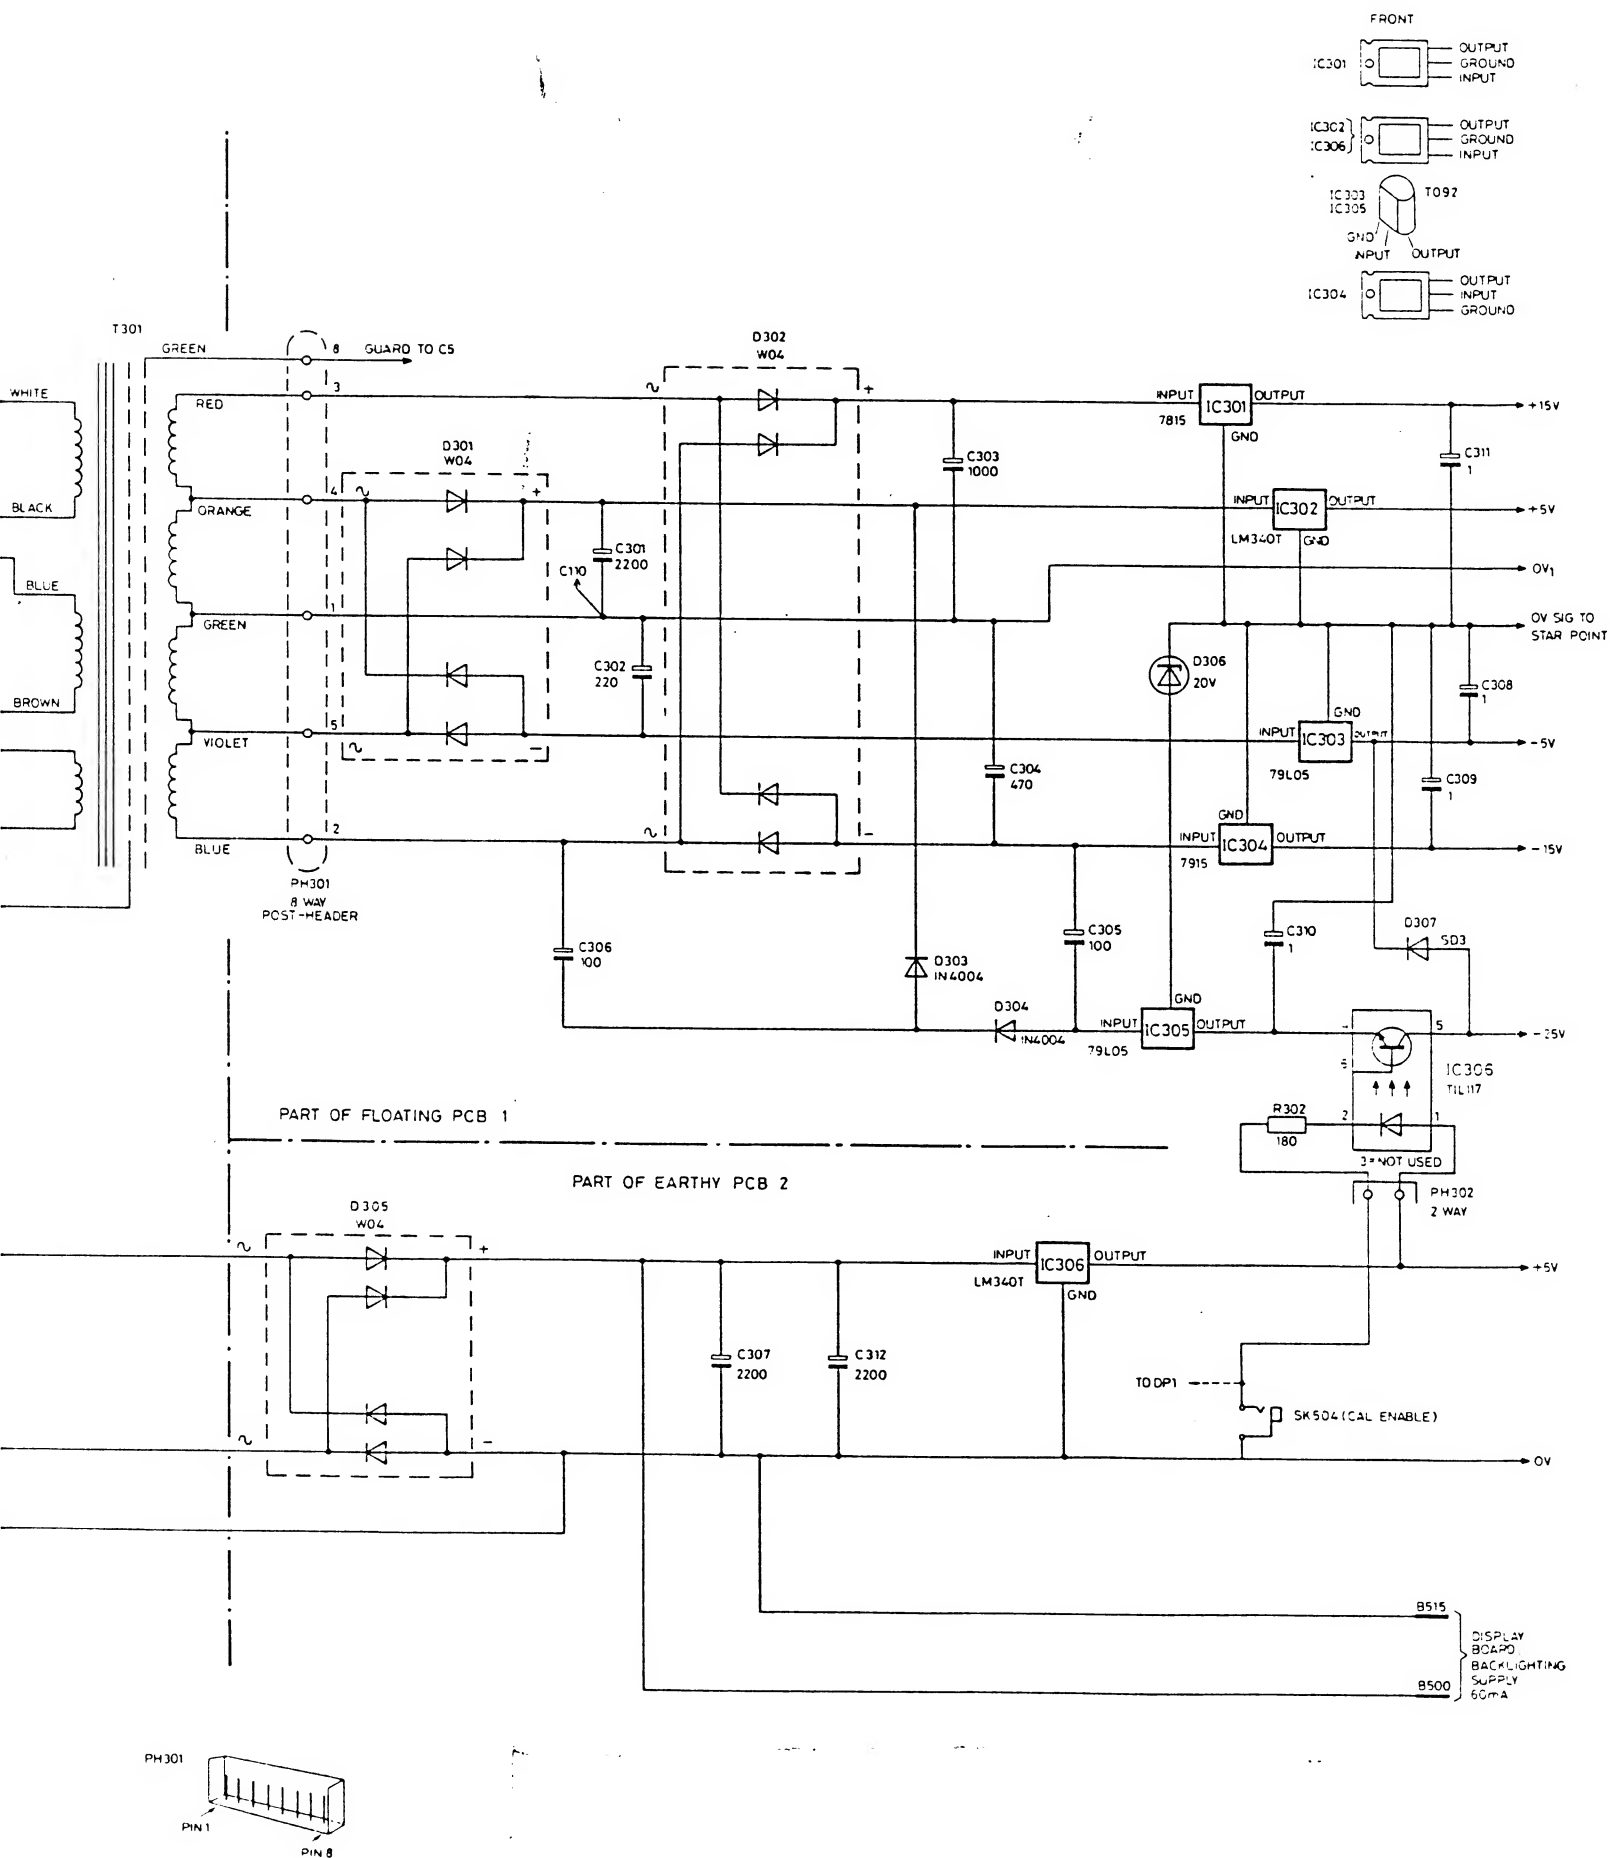 FRONT
IC301
OUTPUT
GROUND
INPUT
IC302
IC306
OUTPUT
GROUND
INPUT
IC303
IC305
TO92
GND
INPUT
OUTPUT
IC304
OUTPUT
INPUT
GROUND
T301
GREEN
8
GUARD TO C5
D302
W04
WHITE
RED
3
~
+
INPUT
7815
IC301
OUTPUT
GND
+15V
D301
W04
C303
1000
C311
1
BLACK
ORANGE
4
~
+
INPUT
IC302
OUTPUT
LM340T
GND
+5V
C301
2200
C110
0V1
BLUE
GREEN
1
0V SIG TO
STAR POINT
C302
220
D306
20V
C308
1
BROWN
VIOLET
5
~
-
GND
INPUT
IC303
OUTPUT
79L05
-5V
C304
470
C309
1
GND
BLUE
2
~
-
INPUT
7915
IC304
OUTPUT
-15V
PH301
8 WAY
POST-HEADER
C306
100
C305
100
C310
1
D307
SD3
D303
IN4004
D304
IN4004
GND
INPUT
IC305
OUTPUT
79L05
5
IC306
TIL117
PART OF FLOATING PCB 1
R302
180
2
1
3=NOT USED
PART OF EARTHY PCB 2
PH302
2 WAY
D305
W04
~
+
INPUT
IC306
OUTPUT
LM340T
GND
+5V
C307
2200
C312
2200
TO DP1
SK504 (CAL ENABLE)
~
-
0V
B515
DISPLAY
BOARD
BACKLIGHTING
SUPPLY
60mA
B500
PH301
PIN 1
PIN 8